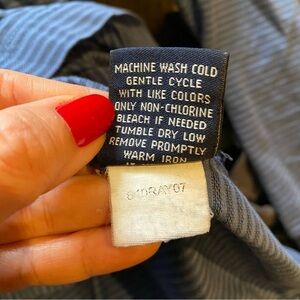 MACHINE WASH COLD
GENTLE CYCLE
WITH LIKE COLORS
ONLY NON-CHLORINE
BLEACH IF NEEDED
TUMBLE DRY LOW
REMOVE PROMPTLY
WARM IRON